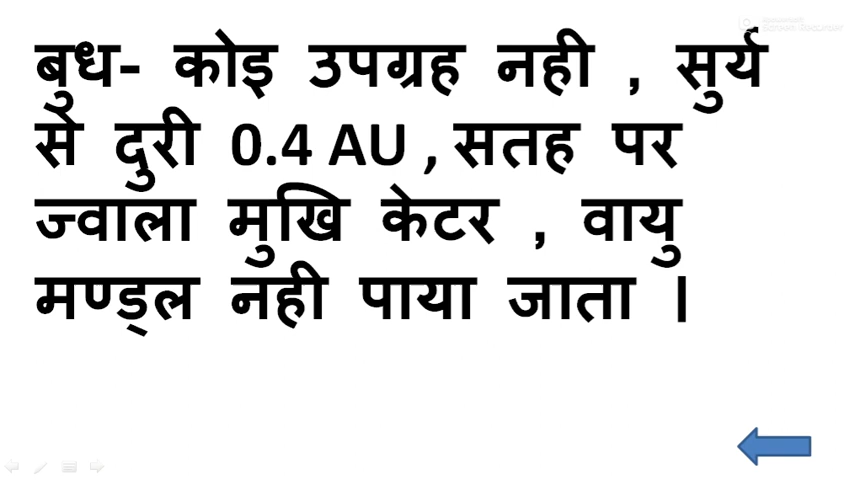 बुध- कोइ उपग्रह नही , सुर्य
से दुरी 0.4 AU , सतह पर
ज्वाला मुखि केटर , वायु
मण्ड्ल नही पाया जाता ।